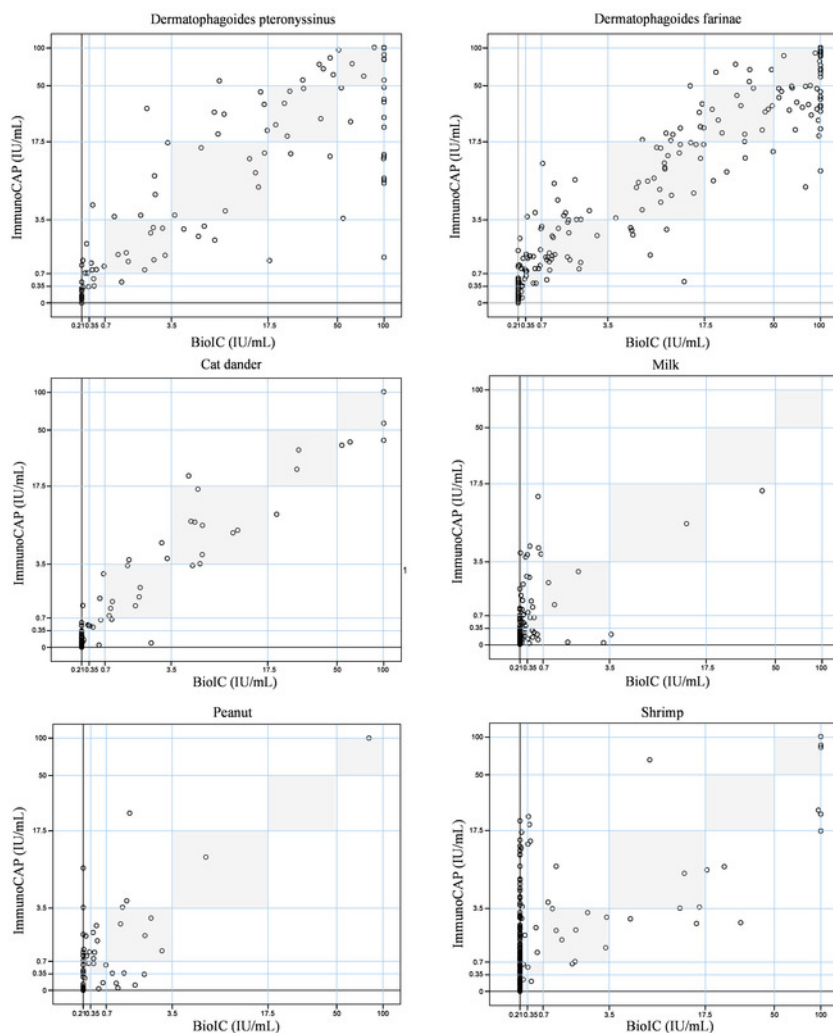 Dermatophagoides pteronyssinus
100
50
17.5
3.5
0.7
0.35
0
ImmunoCAP (IU/mL)
0.21 0.35 0.7 3.5 17.5 50 100
BioIC (IU/mL)
Dermatophagoides farinae
100
50
17.5
3.5
0.7
0.35
0
ImmunoCAP (IU/mL)
0.21 0.35 0.7 3.5 17.5 50 100
BioIC (IU/mL)
Cat dander
100
50
17.5
3.5
0.7
0.35
0
ImmunoCAP (IU/mL)
0.21 0.35 0.7 3.5 17.5 50 100
BioIC (IU/mL)
1
Milk
100
50
17.5
3.5
0.7
0.35
0
ImmunoCAP (IU/mL)
0.21 0.35 0.7 3.5 17.5 50 100
BioIC (IU/mL)
Peanut
100
50
17.5
3.5
0.7
0.35
0
ImmunoCAP (IU/mL)
0.21 0.35 0.7 3.5 17.5 50 100
BioIC (IU/mL)
Shrimp
100
50
17.5
3.5
0.7
0.35
0
ImmunoCAP (IU/mL)
0.21 0.35 0.7 3.5 17.5 50 100
BioIC (IU/mL)